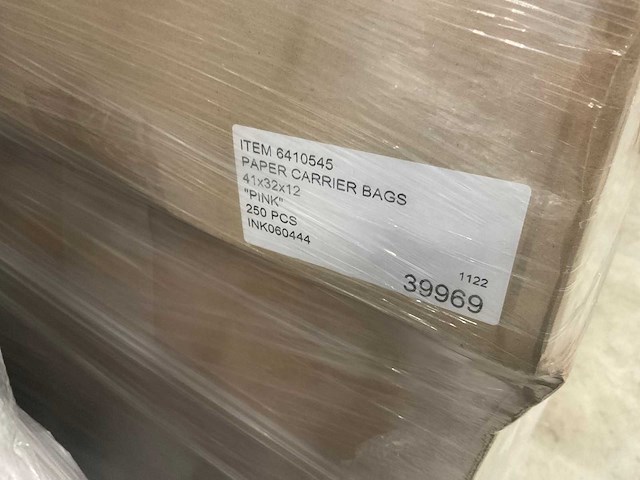 ITEM 6410545
PAPER CARRIER BAGS
41x32x12
"PINK"
250 PCS
INK060444
1122
39969